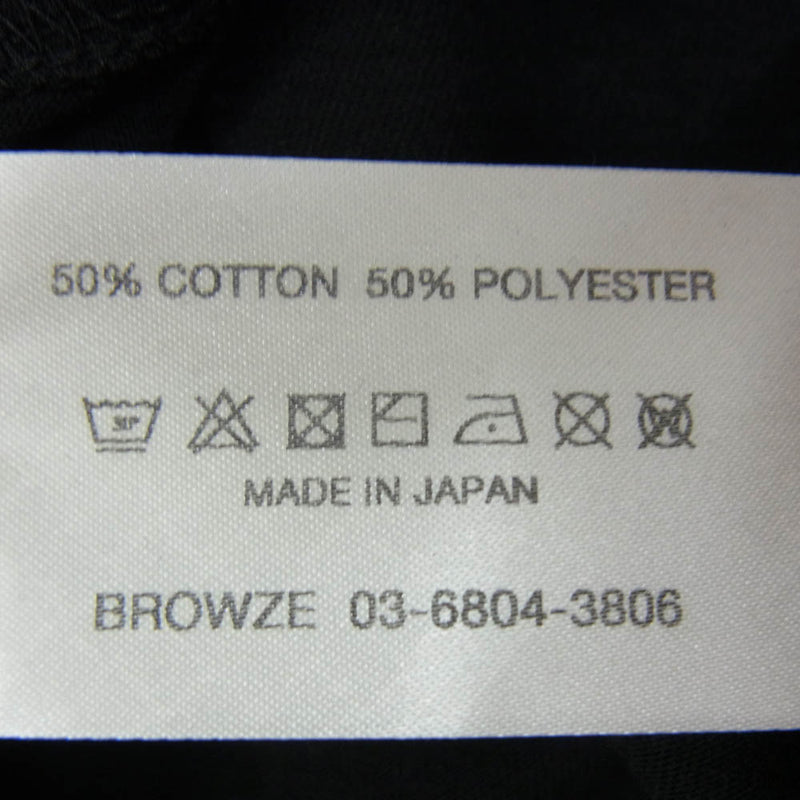 50% COTTON 50% POLYESTER
MADE IN JAPAN
BROWZE 03-6804-3806